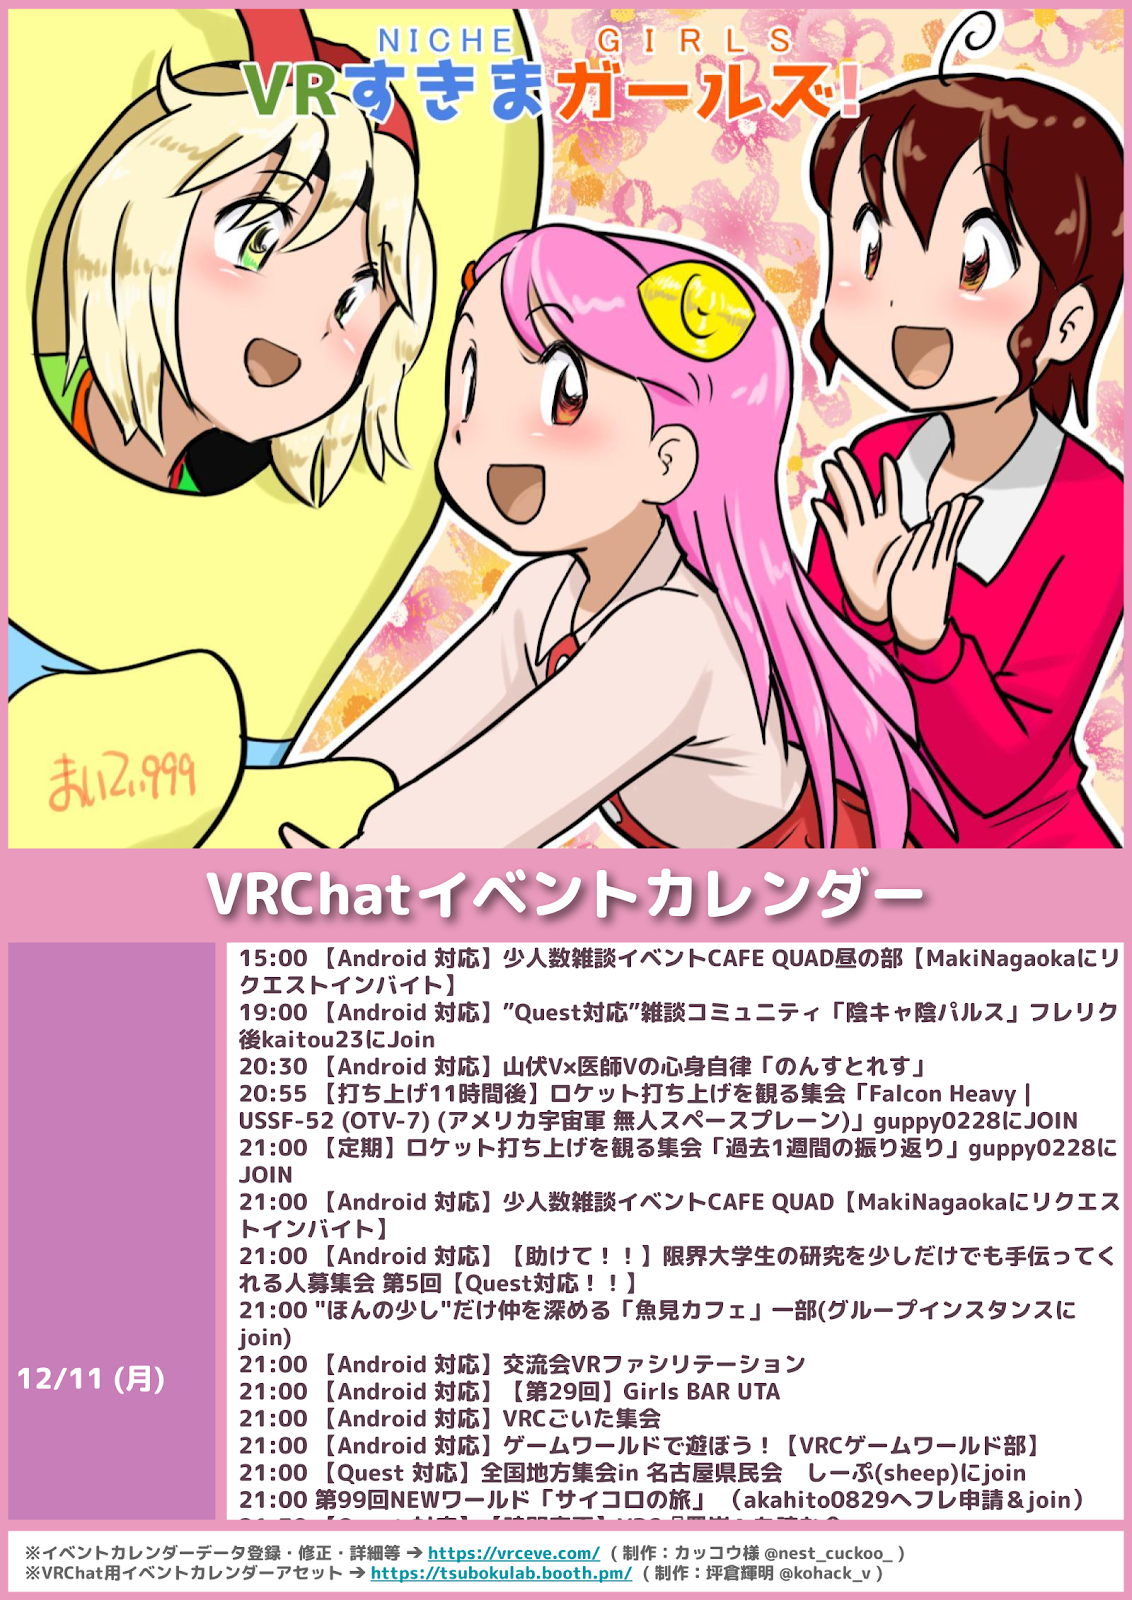 NICHE GIRLS
VRすきまガールズ!
まいてぃ999
VRChatイベントカレンダー
12/11 (月)
15:00 【Android 対応】少人数雑談イベントCAFE QUAD昼の部【MakiNagaokaにリ
クエストインバイト】
19:00 【Android 対応】”Quest対応”雑談コミュニティ「陰キャ陰パルス」フレリク
後kaitou23にJoin
20:30 【Android 対応】山伏V×医師Vの心身自律「のんすとれす」
20:55 【打ち上げ11時間後】ロケット打ち上げを観る集会「Falcon Heavy |
USSF-52 (OTV-7) (アメリカ宇宙軍 無人スペースプレーン)」guppy0228にJOIN
21:00 【定期】ロケット打ち上げを観る集会「過去1週間の振り返り」guppy0228に
JOIN
21:00 【Android 対応】少人数雑談イベントCAFE QUAD【MakiNagaokaにリクエス
トインバイト】
21:00 【Android 対応】【助けて！！】限界大学生の研究を少しだけでも手伝ってく
れる人募集会 第5回【Quest対応！！】
21:00 "ほんの少し"だけ仲を深める「魚見カフェ」一部(グループインスタンスに
join)
21:00 【Android 対応】交流会VRファシリテーション
21:00 【Android 対応】【第29回】Girls BAR UTA
21:00 【Android 対応】VRCごいた集会
21:00 【Android 対応】ゲームワールドで遊ぼう！【VRCゲームワールド部】
21:00 【Quest 対応】全国地方集会in 名古屋県民会　しーぷ(sheep)にjoin
21:00 第99回NEWワールド「サイコロの旅」 （akahito0829へフレ申請＆join）
※イベントカレンダーデータ登録・修正・詳細等 ➔ https://vrceve.com/ （ 制作：カッコウ様 @nest_cuckoo_ ）
※VRChat用イベントカレンダーアセット ➔ https://tsubokulab.booth.pm/ （ 制作：坪倉輝明 @kohack_v ）